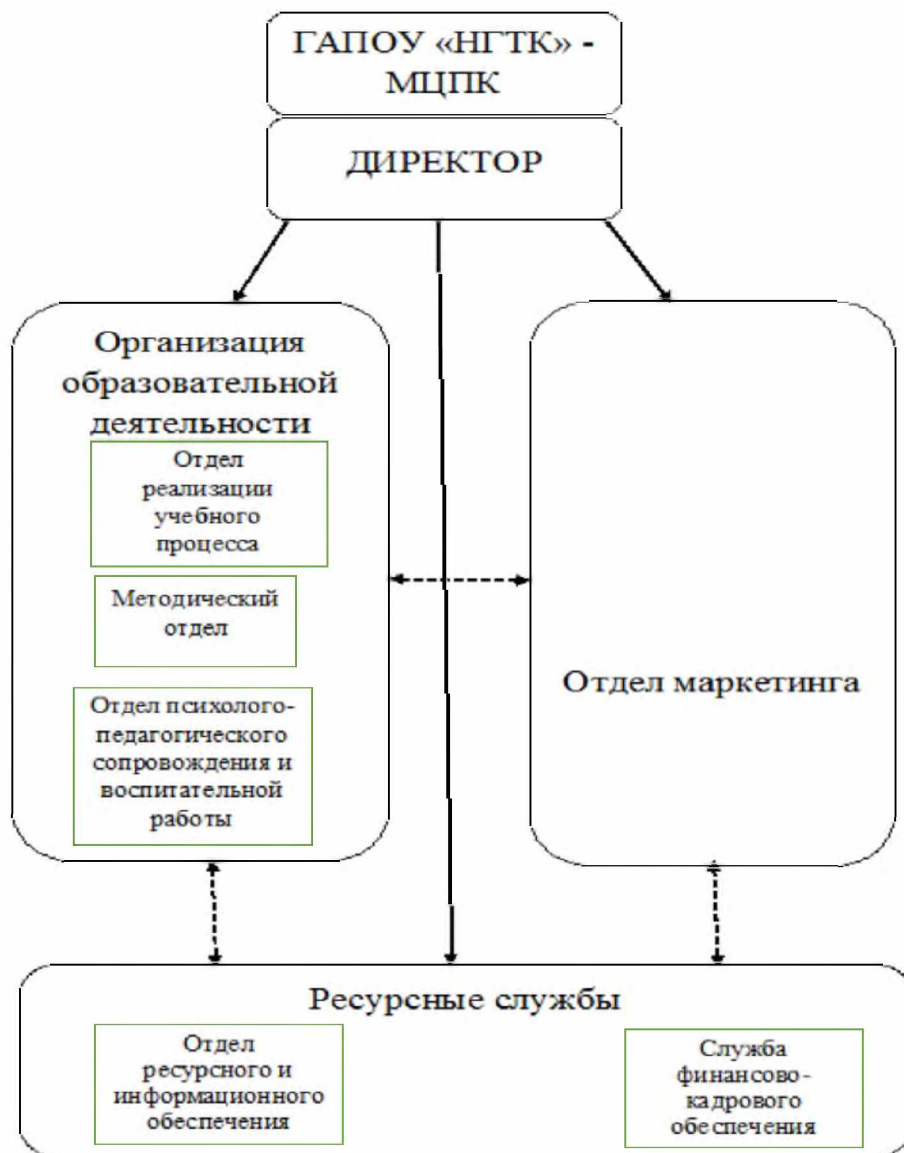 ГАПОУ «НГТК» -
МЦПК
ДИРЕКТОР
Организация
образовательной
деятельности
Отдел
реализации
учебного
процесса
Методический
отдел
Отдел психолого-
педагогического
сопровождения и
воспитательной
работы
Отдел маркетинга
Ресурсные службы
Отдел
ресурсного и
информационного
обеспечения
Служба
финансово-
кадрового
обеспечения